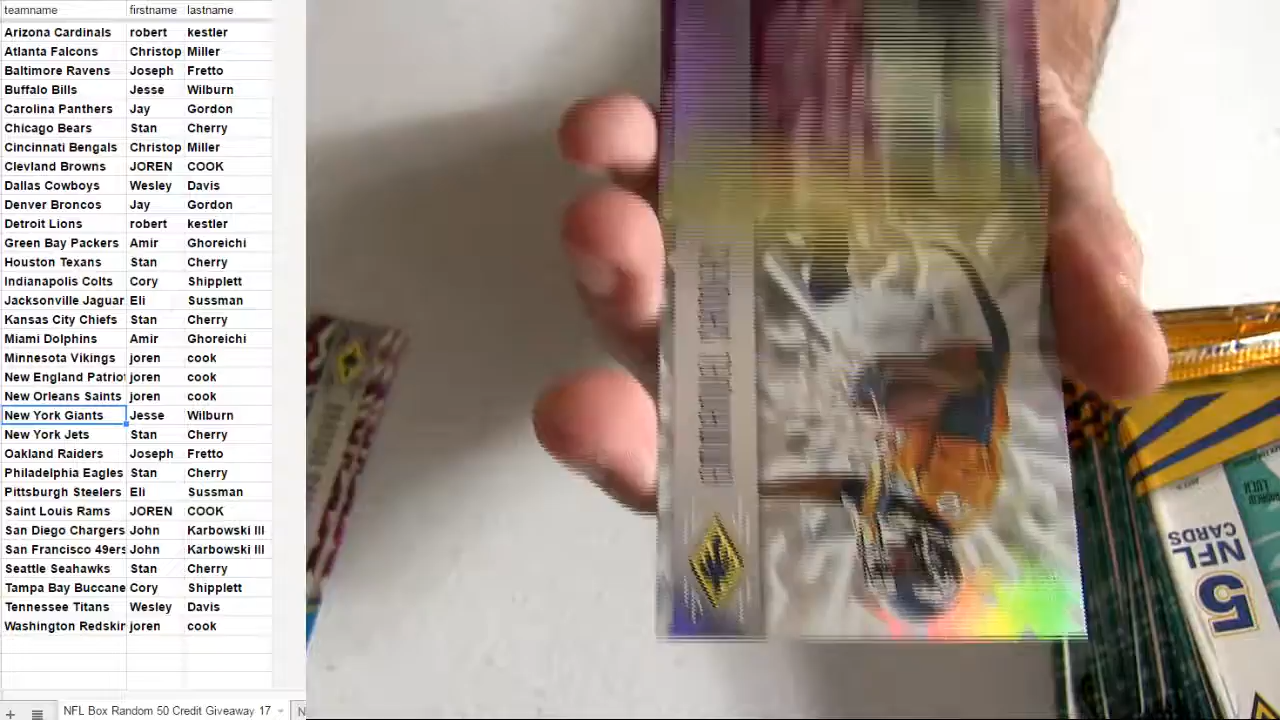 teamname firstname lastname
Arizona Cardinals robert kestler
Atlanta Falcons Christop Miller
Baltimore Ravens Joseph Fretto
Buffalo Bills Jesse Wilburn
Carolina Panthers Jay Gordon
Chicago Bears Stan Cherry
Cincinnati Bengals Christop Miller
Clevland Browns JOREN COOK
Dallas Cowboys Wesley Davis
Denver Broncos Jay Gordon
Detroit Lions robert kestler
Green Bay Packers Amir Ghoreichi
Houston Texans Stan Cherry
Indianapolis Colts Cory Shipplett
Jacksonville Jaguar Eli Sussman
Kansas City Chiefs Stan Cherry
Miami Dolphins Amir Ghoreichi
Minnesota Vikings joren cook
New England Patriot joren cook
New Orleans Saints joren cook
New York Giants Jesse Wilburn
New York Jets Stan Cherry
Oakland Raiders Joseph Fretto
Philadelphia Eagles Stan Cherry
Pittsburgh Steelers Eli Sussman
Saint Louis Rams JOREN COOK
San Diego Chargers John Karbowski III
San Francisco 49ers John Karbowski III
Seattle Seahawks Stan Cherry
Tampa Bay Buccane Cory Shipplett
Tennessee Titans Wesley Davis
Washington Redskin joren cook
NFL Box Random 50 Credit Giveaway 17
5
NFL
CARDS
LUCK